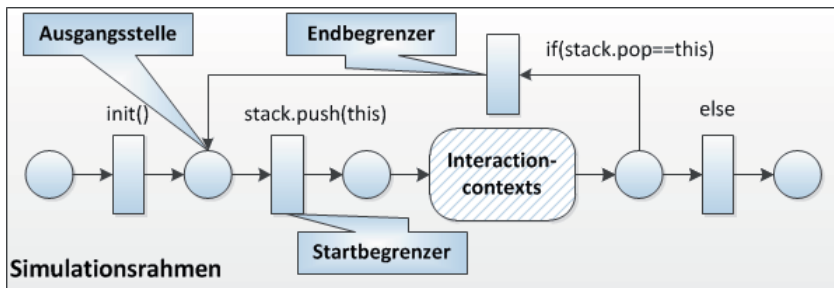 Ausgangsstelle
Endbegrenzer
if(stack.pop==this)
init()
stack.push(this)
else
Interaction-
contexts
Startbegrenzer
Simulationsrahmen